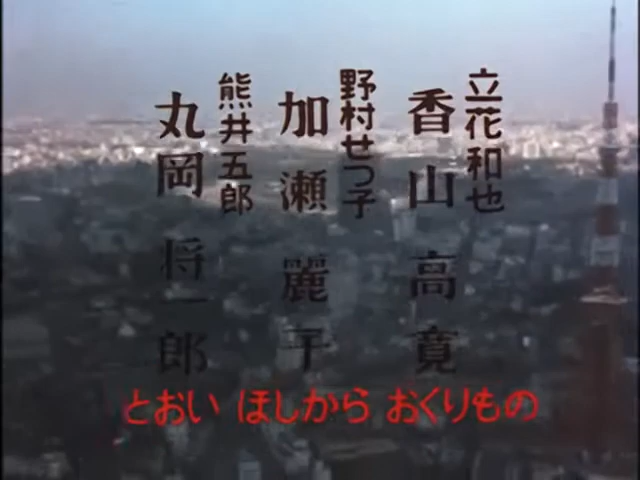 立花和也
香山高寛
野村せつ子
加瀬麗子
熊井五郎
丸岡将一郎
とおい ほしから おくりもの